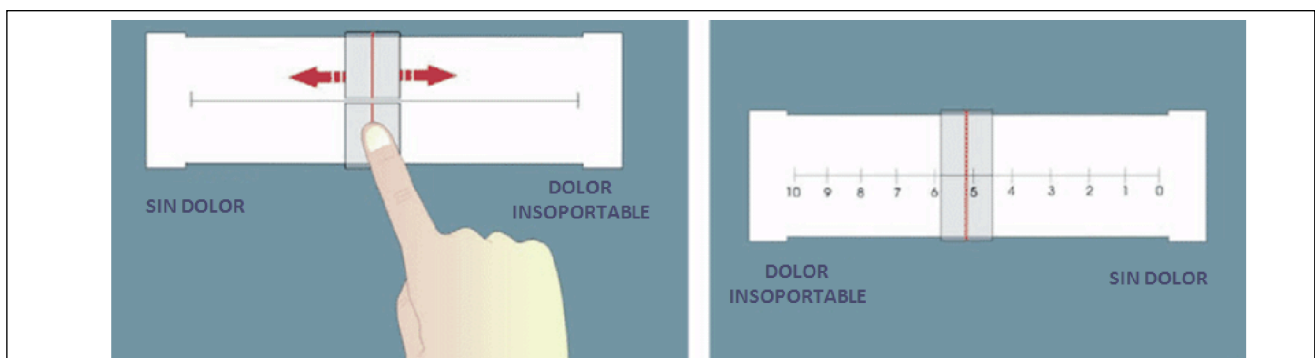 SIN DOLOR
DOLOR
INSOPORTABLE
10 9 8 7 6 5 4 3 2 1 0
DOLOR
INSOPORTABLE
SIN DOLOR